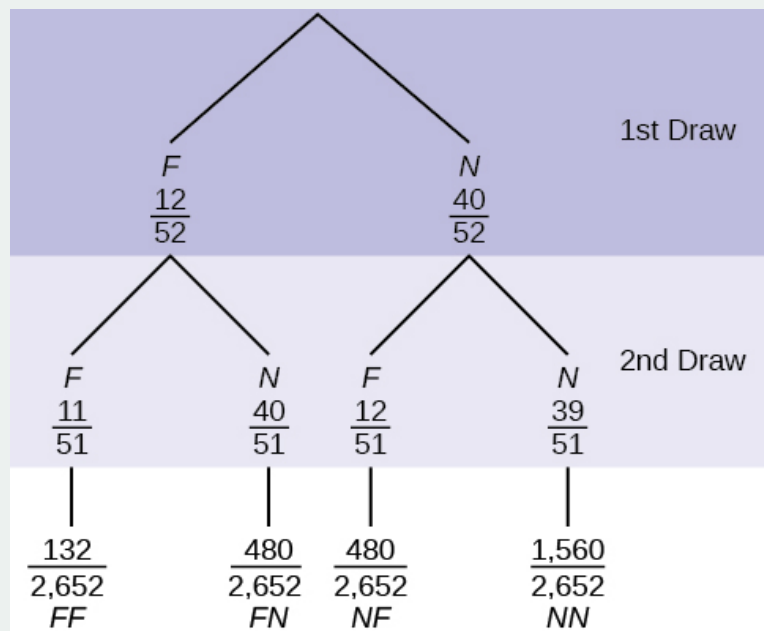 1st Draw
F N
12/52 40/52
2nd Draw
F N F N
11/51 40/51 12/51 39/51
132/2,652 480/2,652 480/2,652 1,560/2,652
FF FN NF NN